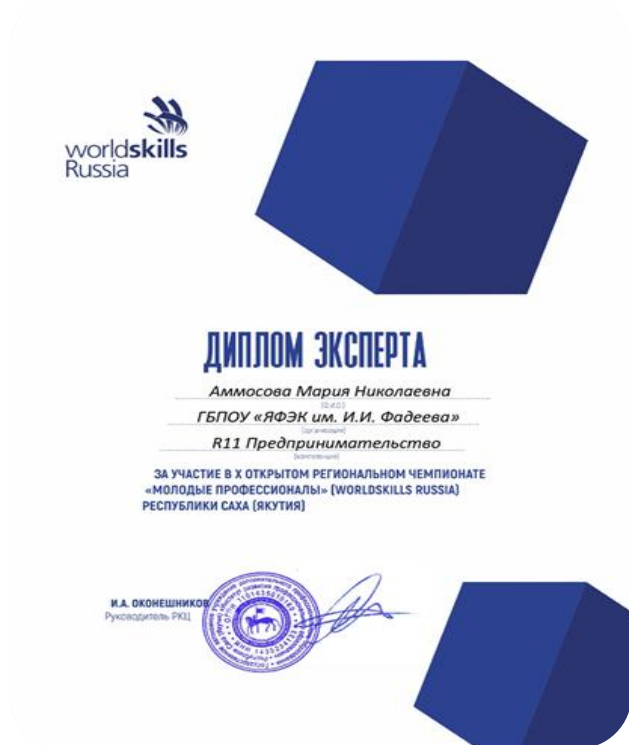 worldskills
Russia
ДИПЛОМ ЭКСПЕРТА
Аммосова Мария Николаевна
(Ф.И.О.)
ГБПОУ «ЯФЭК им. И.И. Фадеева»
(организация)
R11 Предпринимательство
(компетенция)
ЗА УЧАСТИЕ В X ОТКРЫТОМ РЕГИОНАЛЬНОМ ЧЕМПИОНАТЕ
«МОЛОДЫЕ ПРОФЕССИОНАЛЫ» (WORLDSKILLS RUSSIA)
РЕСПУБЛИКИ САХА (ЯКУТИЯ)
И.А. ОКОНЕШНИКОВ
Руководитель РКЦ